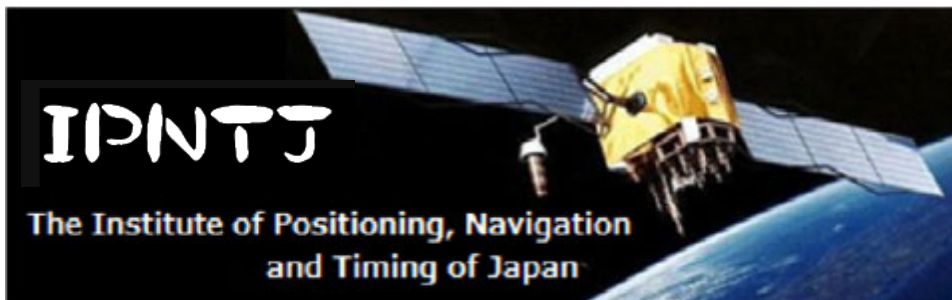 IPNTJ
The Institute of Positioning, Navigation
and Timing of Japan